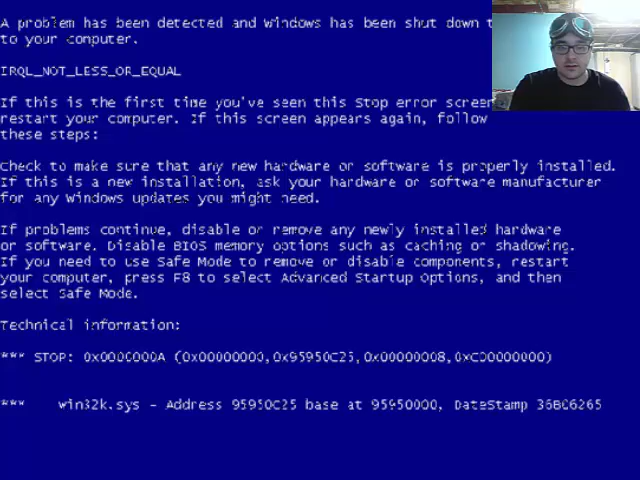 A problem has been detected and Windows has been shut down
to your computer.
IRQL_NOT_LESS_OR_EQUAL
If this is the first time you've seen this Stop error screen
restart your computer. If this screen appears again, follow
these steps:
Check to make sure that any new hardware or software is properly installed.
If this is a new installation, ask your hardware or software manufacturer
for any Windows updates you might need.
If problems continue, disable or remove any newly installed hardware
or software. Disable BIOS memory options such as caching or shadowing.
If you need to use Safe Mode to remove or disable components, restart
your computer, press F8 to select Advanced Startup Options, and then
select Safe Mode.
Technical information:
*** STOP: 0x0000000A (0x00000000,0x95950C25,0x00000008,0xC0000000)
*** win32k.sys - Address 95950C25 base at 95950000, DateStamp 36B06265